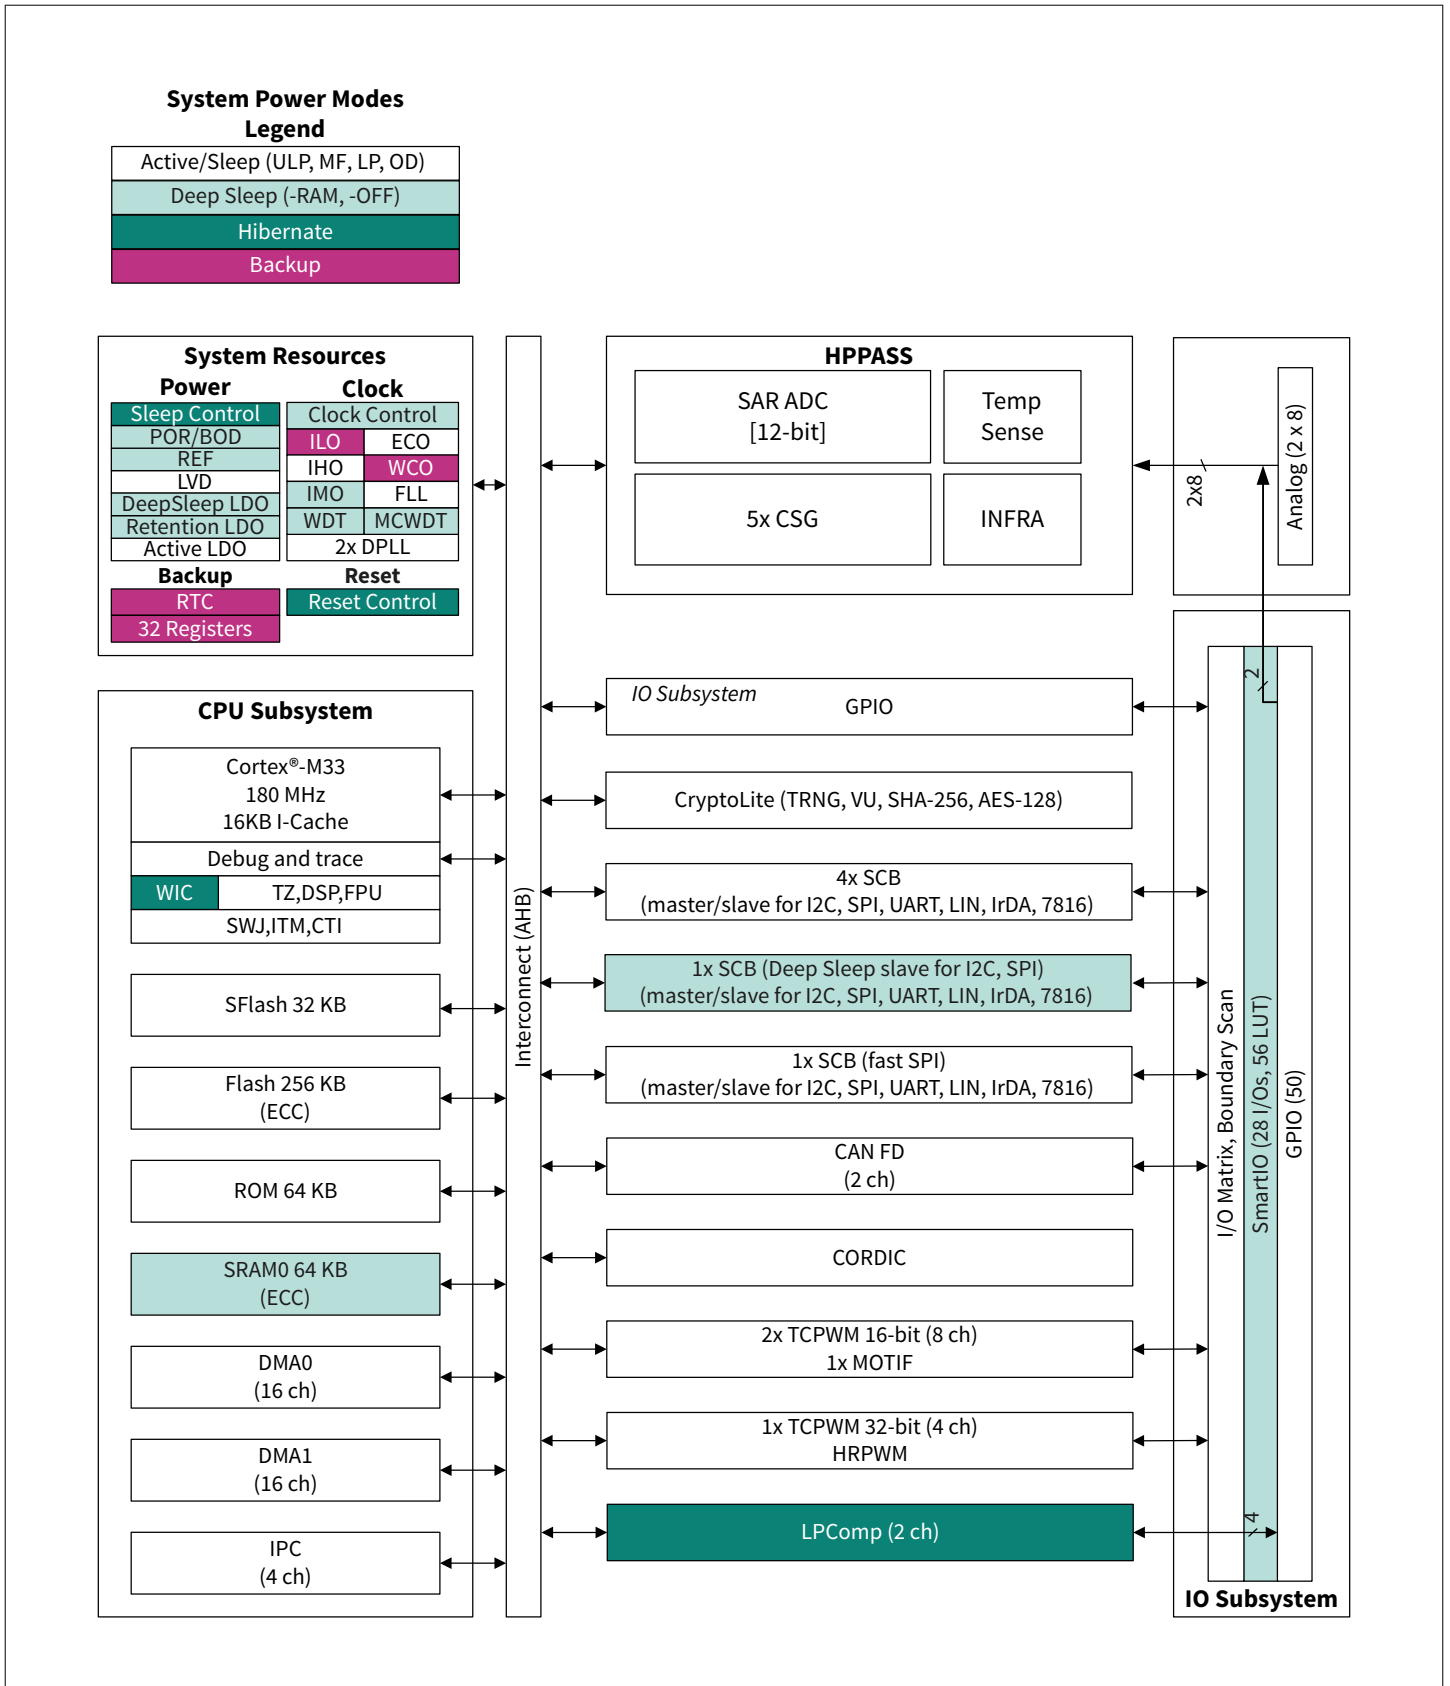 System Power Modes
Legend
Active/Sleep (ULP, MF, LP, OD)
Deep Sleep (-RAM, -OFF)
Hibernate
Backup
System Resources
Power
Sleep Control
POR/BOD
REF
LVD
DeepSleep LDO
Retention LDO
Active LDO
Clock
Clock Control
ILO
ECO
IHO
WCO
IMO
FLL
WDT
MCWDT
2x DPLL
Backup
RTC
32 Registers
Reset
Reset Control
CPU Subsystem
Cortex®-M33
180 MHz
16KB I-Cache
Debug and trace
WIC
TZ,DSP,FPU
SWJ,ITM,CTI
SFlash 32 KB
Flash 256 KB
(ECC)
ROM 64 KB
SRAM0 64 KB
(ECC)
DMA0
(16 ch)
DMA1
(16 ch)
IPC
(4 ch)
Interconnect (AHB)
HPPASS
SAR ADC
[12-bit]
Temp
Sense
5x CSG
INFRA
IO Subsystem
GPIO
CryptoLite (TRNG, VU, SHA-256, AES-128)
4x SCB
(master/slave for I2C, SPI, UART, LIN, IrDA, 7816)
1x SCB (Deep Sleep slave for I2C, SPI)
(master/slave for I2C, SPI, UART, LIN, IrDA, 7816)
1x SCB (fast SPI)
(master/slave for I2C, SPI, UART, LIN, IrDA, 7816)
CAN FD
(2 ch)
CORDIC
2x TCPWM 16-bit (8 ch)
1x MOTIF
1x TCPWM 32-bit (4 ch)
HRPWM
LPComp (2 ch)
2x8
Analog (2 x 8)
2
I/O Matrix, Boundary Scan
SmartIO (28 I/Os, 56 LUT)
GPIO (50)
4
IO Subsystem